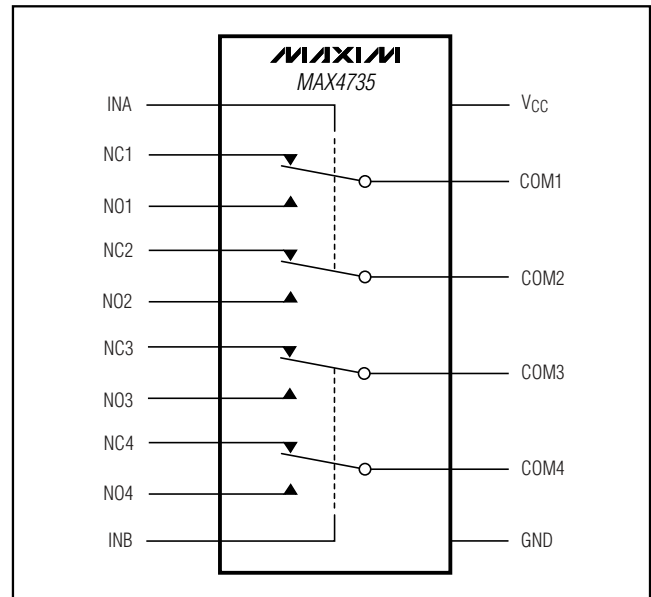 MAXIM
MAX4735
INA
VCC
NC1
COM1
NO1
NC2
COM2
NO2
NC3
COM3
NO3
NC4
COM4
NO4
INB
GND